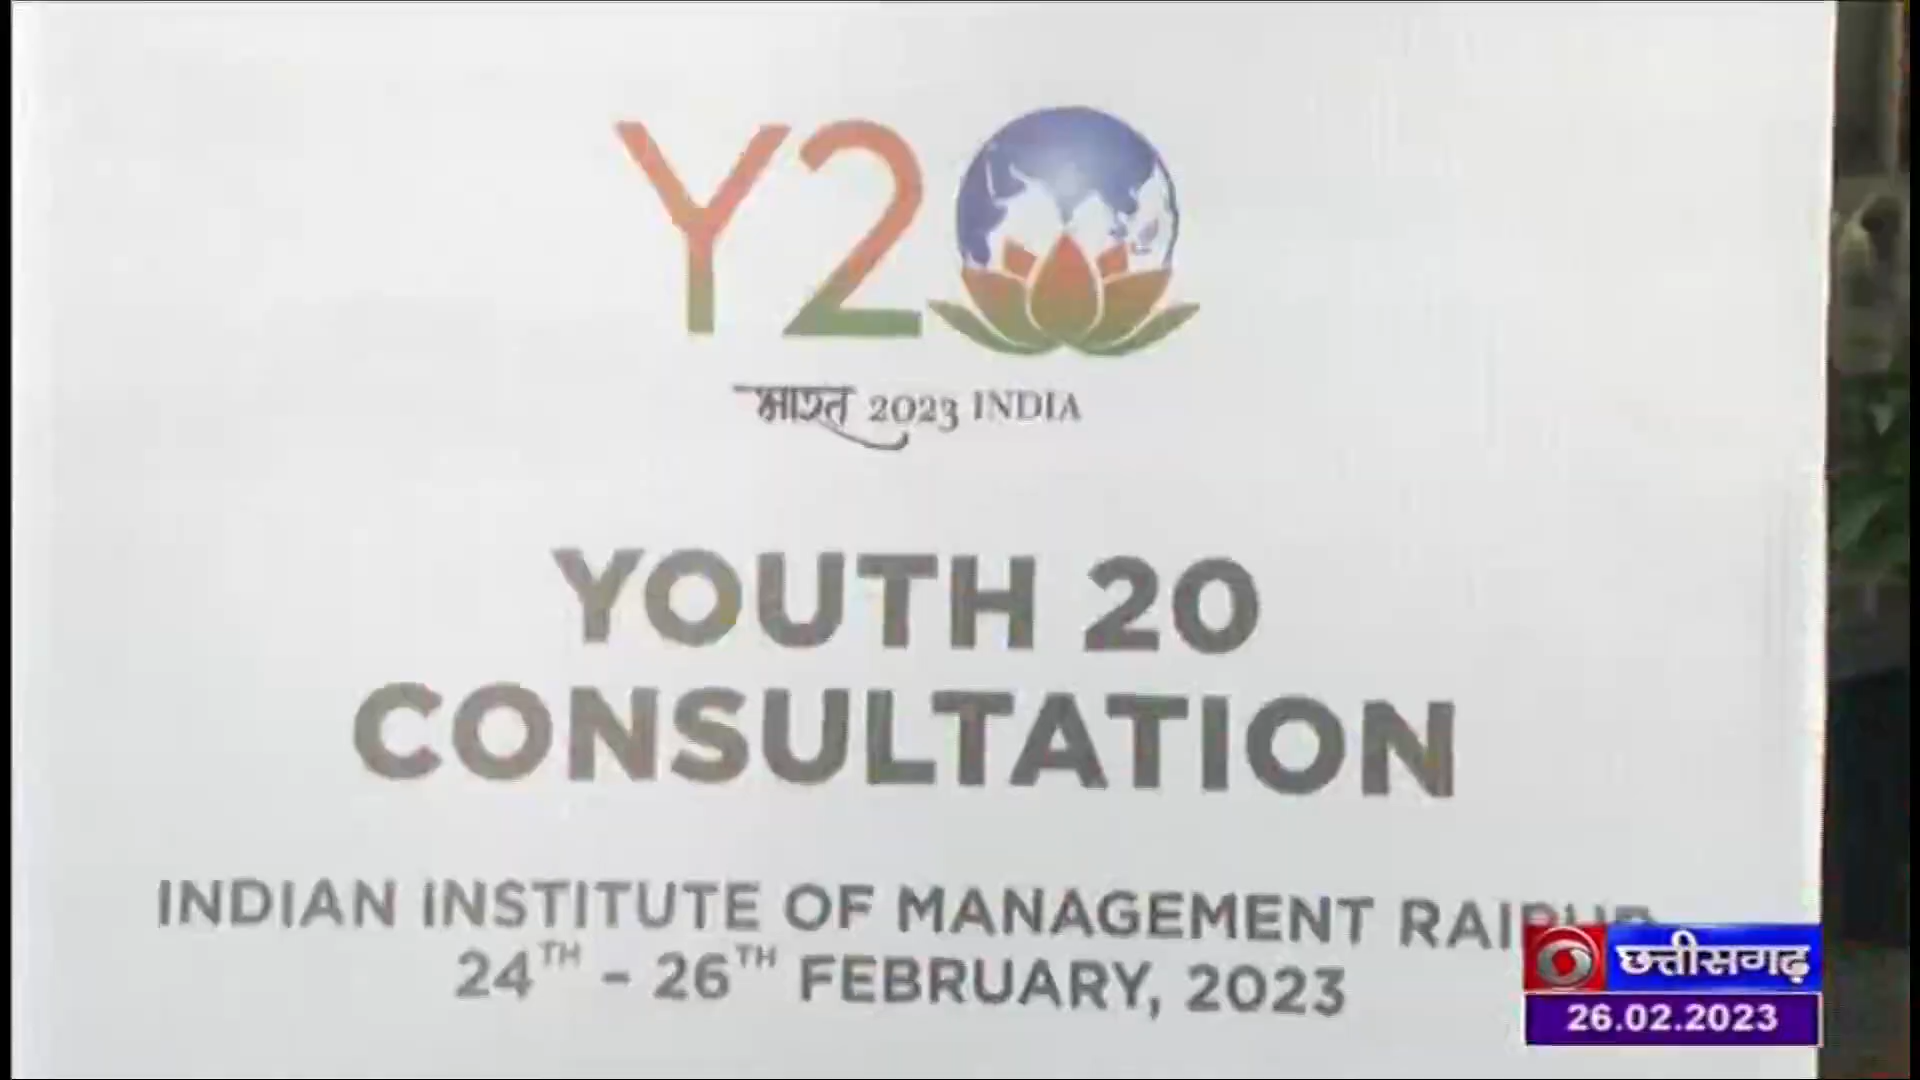 Y20
भारत 2023 INDIA
YOUTH 20
CONSULTATION
INDIAN INSTITUTE OF MANAGEMENT RAIPUR
24TH - 26TH FEBRUARY, 2023
छत्तीसगढ़
26.02.2023